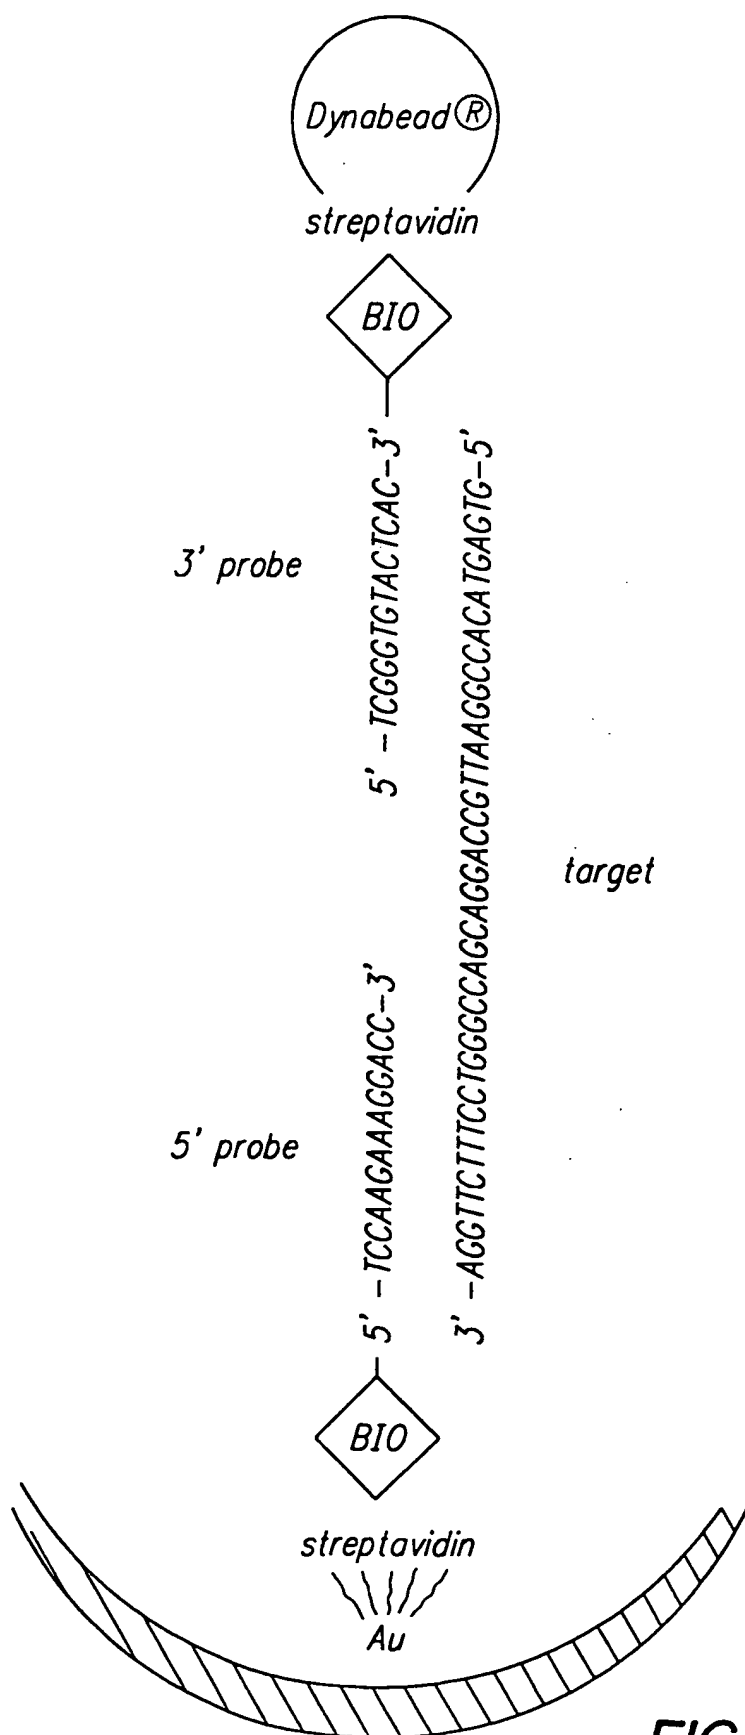 Dynabead®
streptavidin
BIO
3' probe
5' -TCGGGTGTACTCAC-3'
3' -AGGTTCTTTCCTGGGCCAGCAGGACCGTTAAGGCCACATGAGTG-5'
target
5' probe
5' -TCCAAGAAAGGACC-3'
BIO
streptavidin
Au
FIG